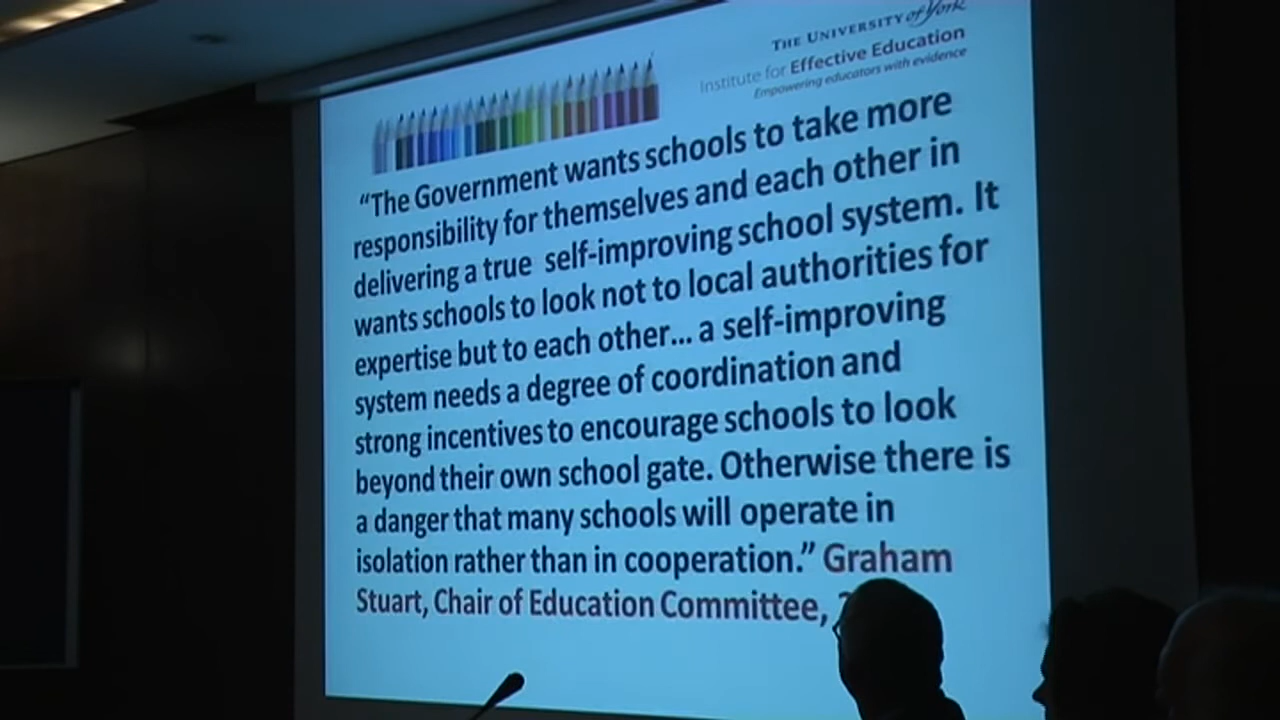 THE UNIVERSITY of York
Institute for Effective Education
Empowering educators with evidence
“The Government wants schools to take more
responsibility for themselves and each other in
delivering a true self-improving school system. It
wants schools to look not to local authorities for
expertise but to each other... a self-improving
system needs a degree of coordination and
strong incentives to encourage schools to look
beyond their own school gate. Otherwise there is
a danger that many schools will operate in
isolation rather than in cooperation.” Graham
Stuart, Chair of Education Committee,